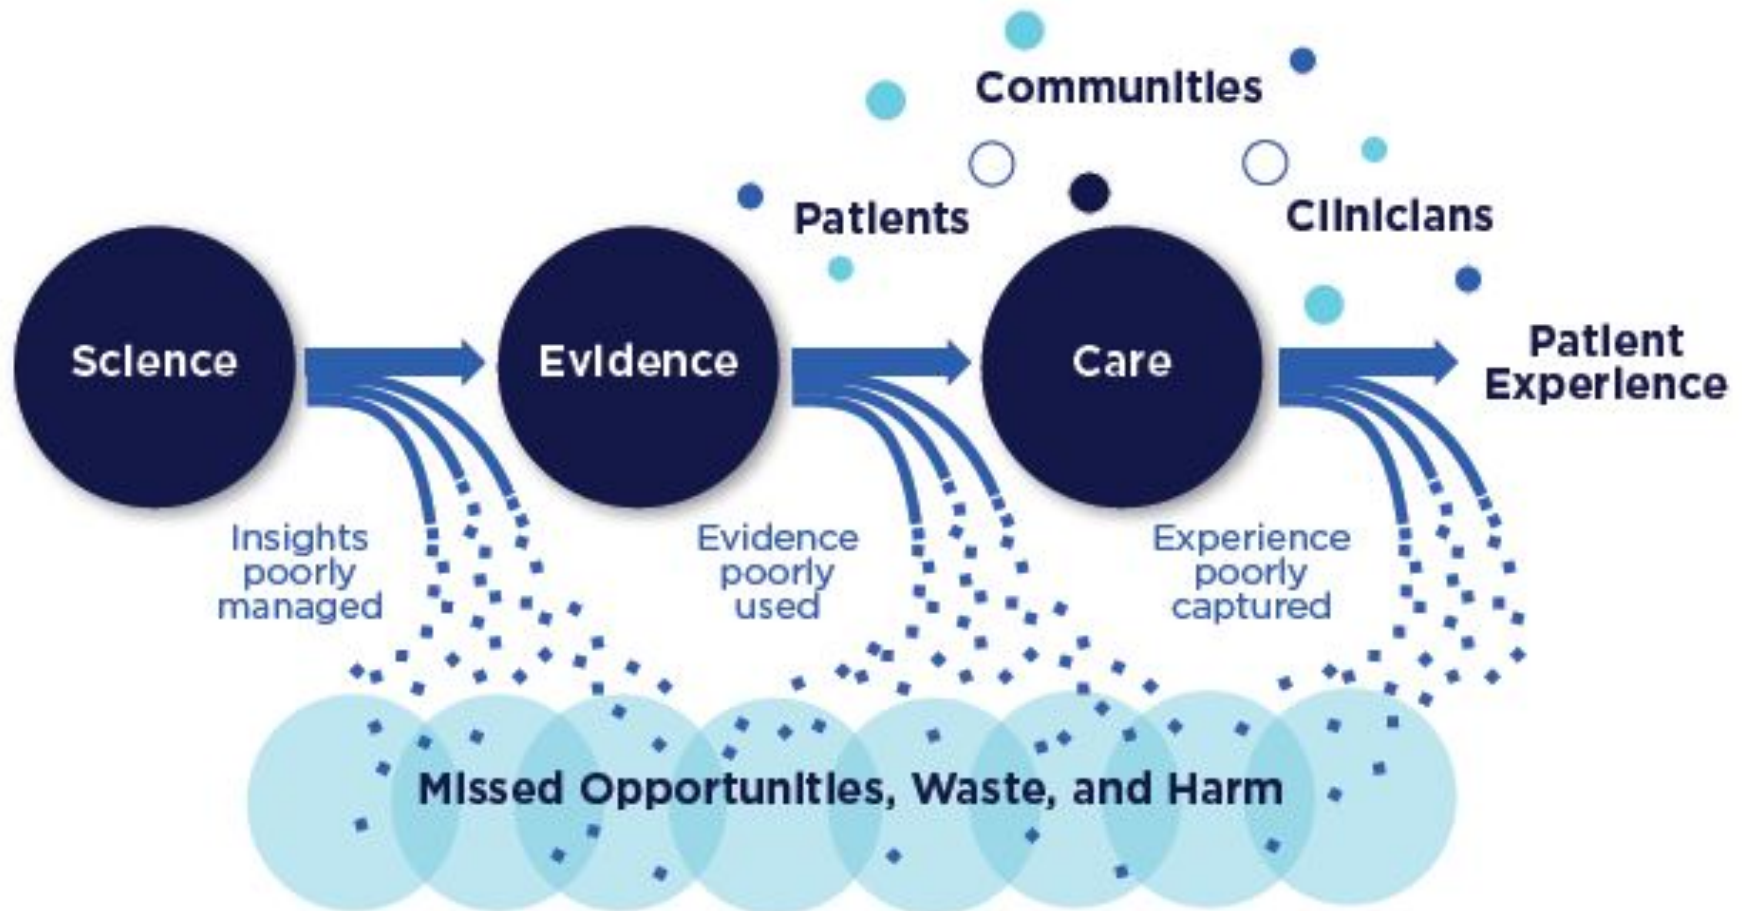 Communities
Patients
Clinicians
Science
Evidence
Care
Patient
Experience
Insights
poorly
managed
Evidence
poorly
used
Experience
poorly
captured
Missed Opportunities, Waste, and Harm